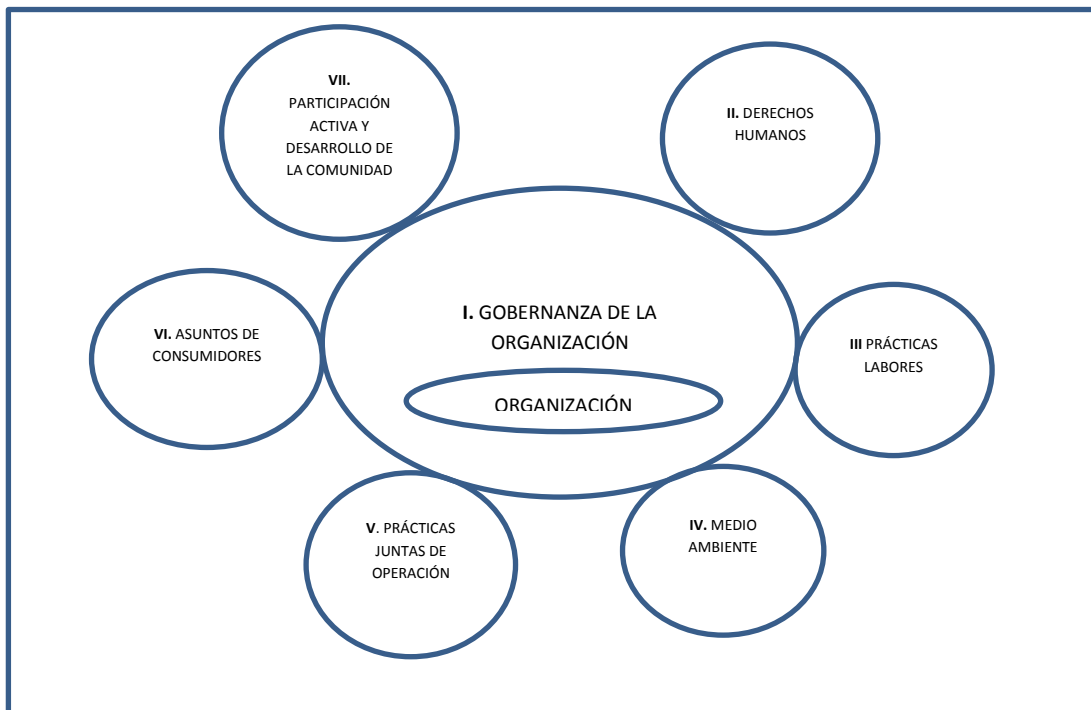 VII.
PARTICIPACIÓN
ACTIVA Y
DESARROLLO DE
LA COMUNIDAD
II. DERECHOS
HUMANOS
I. GOBERNANZA DE LA
ORGANIZACIÓN
ORGANIZACIÓN
VI. ASUNTOS DE
CONSUMIDORES
III PRÁCTICAS
LABORES
V. PRÁCTICAS
JUNTAS DE
OPERACIÓN
IV. MEDIO
AMBIENTE